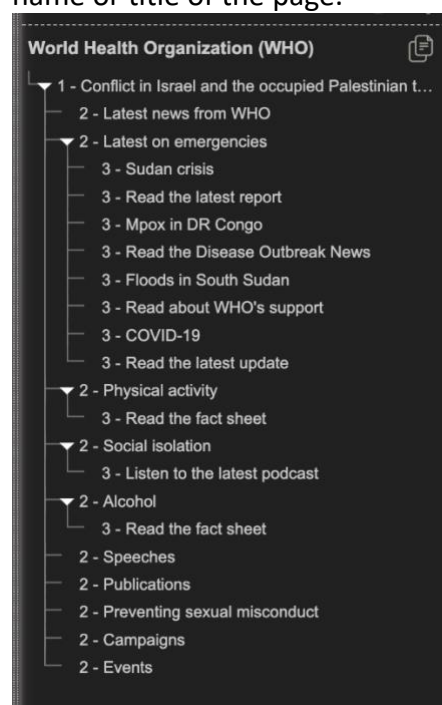 name or title of the page.
World Health Organization (WHO)
1 - Conflict in Israel and the occupied Palestinian t...
2 - Latest news from WHO
2 - Latest on emergencies
3 - Sudan crisis
3 - Read the latest report
3 - Mpox in DR Congo
3 - Read the Disease Outbreak News
3 - Floods in South Sudan
3 - Read about WHO's support
3 - COVID-19
3 - Read the latest update
2 - Physical activity
3 - Read the fact sheet
2 - Social isolation
3 - Listen to the latest podcast
2 - Alcohol
3 - Read the fact sheet
2 - Speeches
2 - Publications
2 - Preventing sexual misconduct
2 - Campaigns
2 - Events